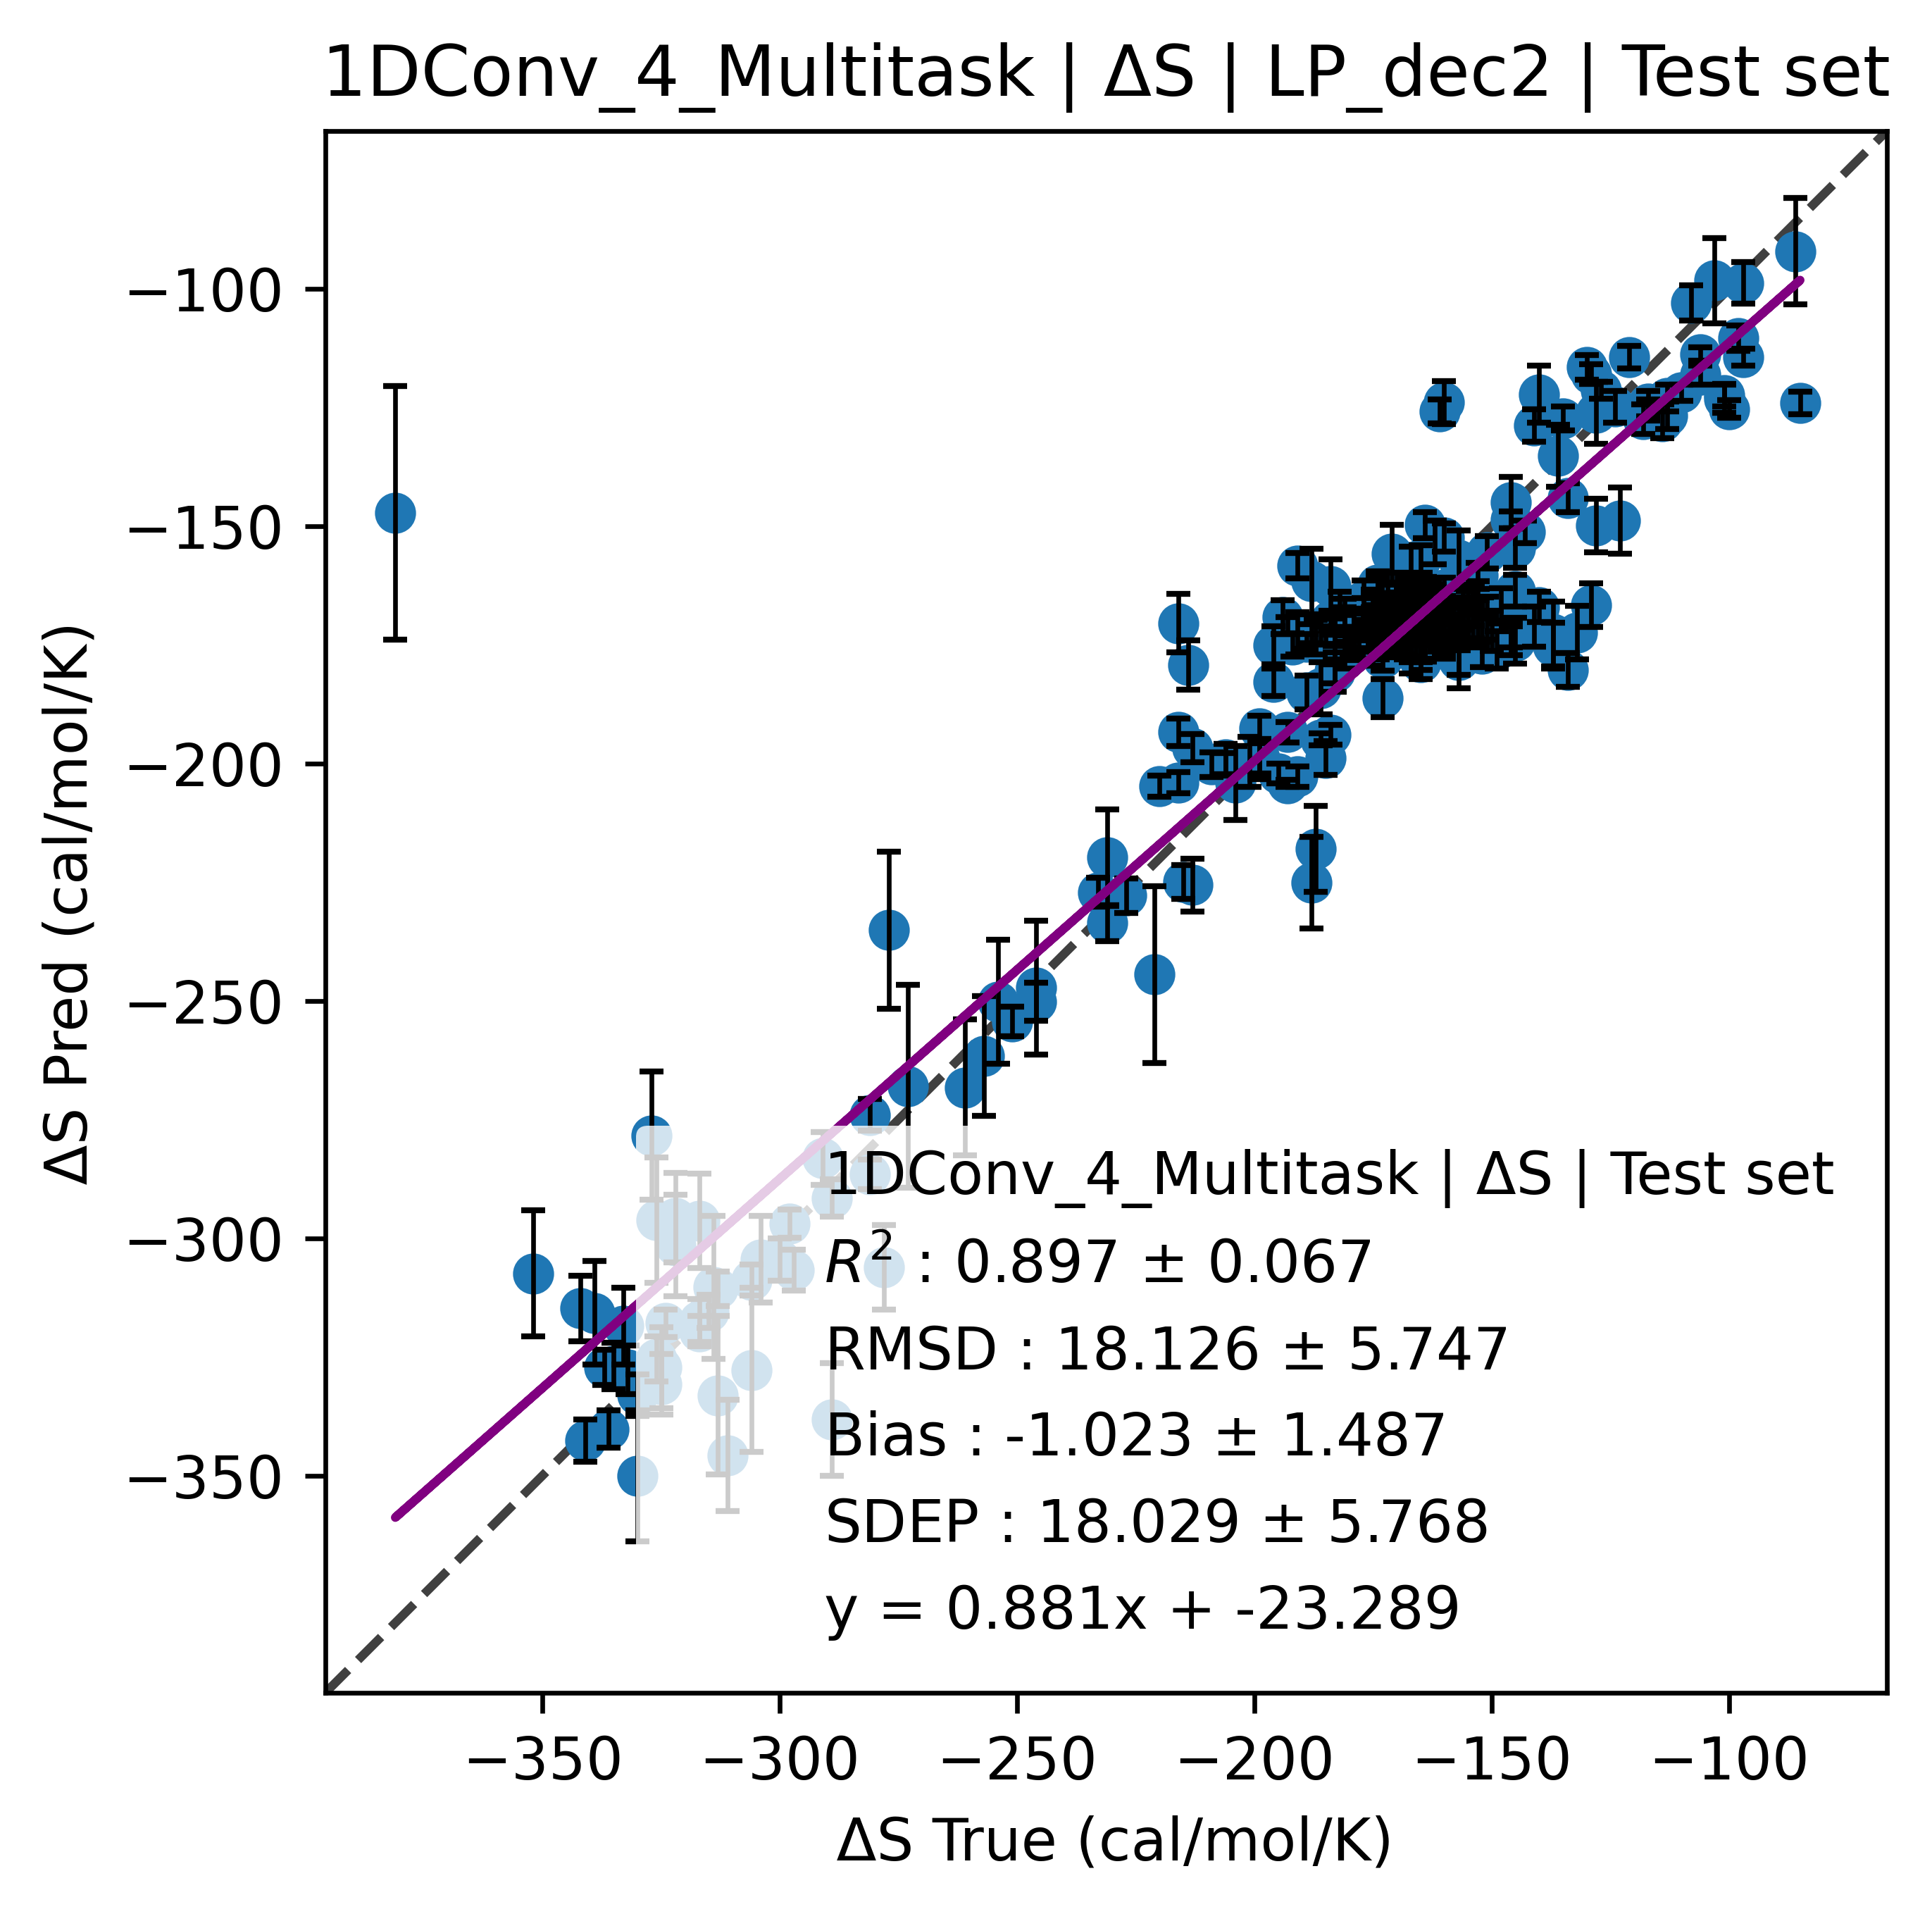 1DConv_4_Multitask | ΔS | LP_dec2 | Test set
ΔS Pred (cal/mol/K)
−100
−150
−200
−250
−300
−350
1DConv_4_Multitask | ΔS | Test set
R² : 0.897 ± 0.067
RMSD : 18.126 ± 5.747
Bias : -1.023 ± 1.487
SDEP : 18.029 ± 5.768
y = 0.881x + -23.289
−350 −300 −250 −200 −150 −100
ΔS True (cal/mol/K)